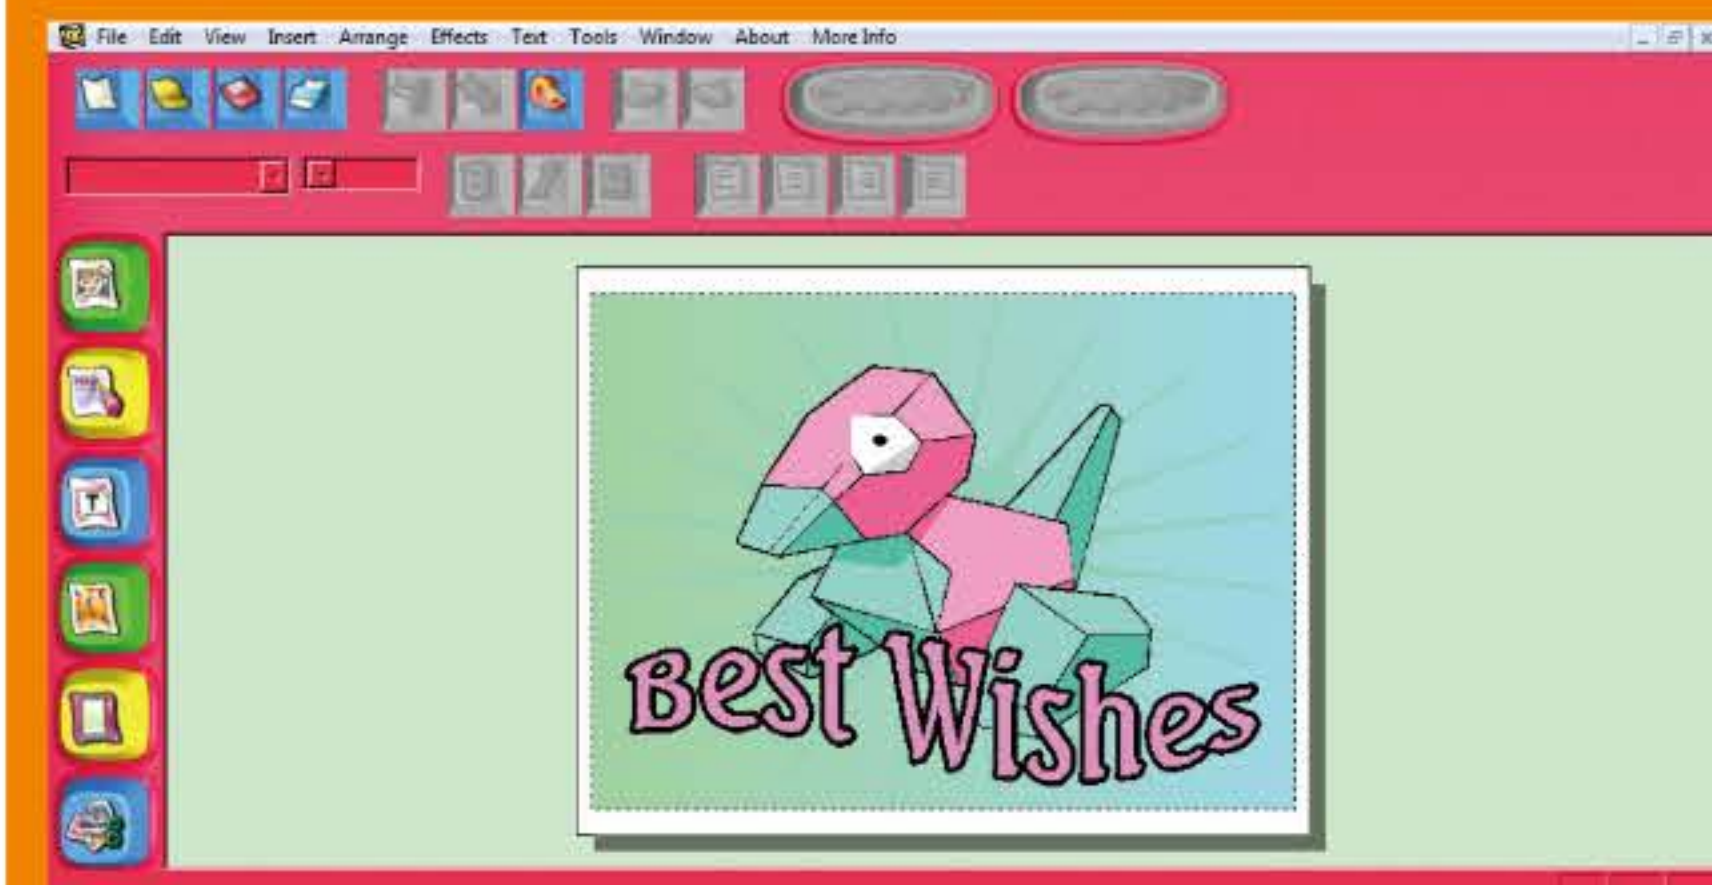 File Edit View Insert Arrange Effects Text Tools Window About More Info
T
Best Wishes